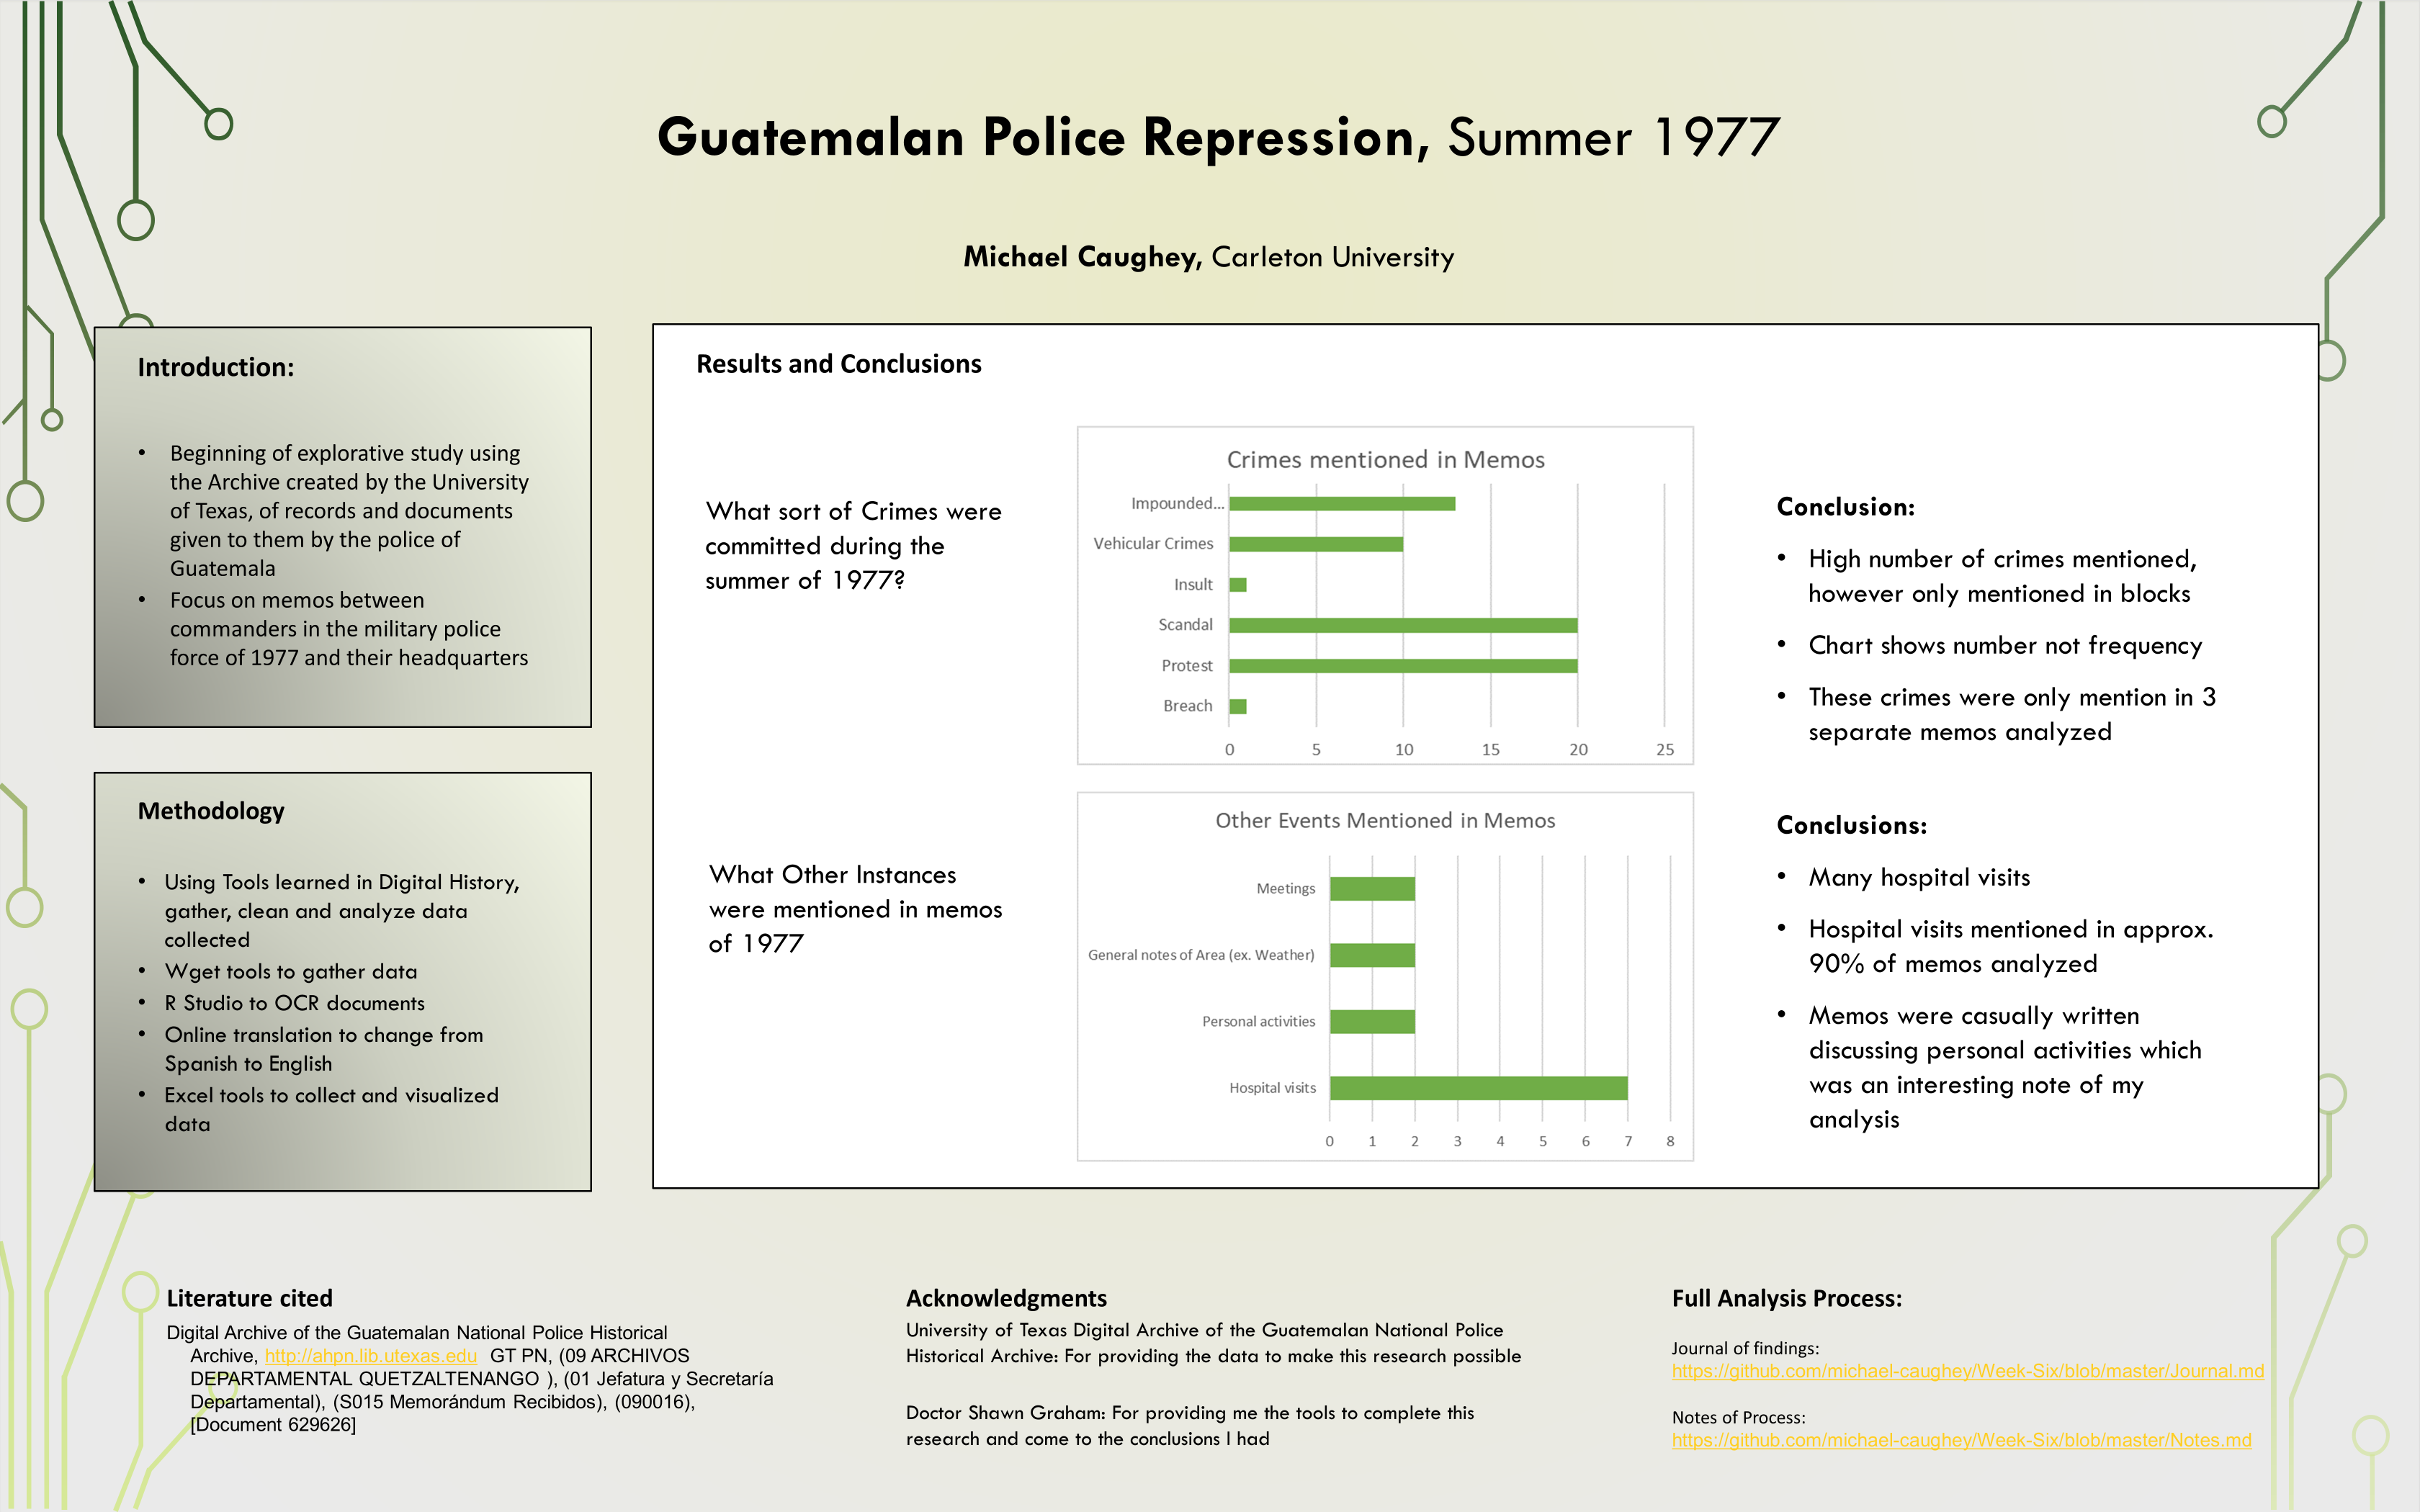 Guatemalan Police Repression, Summer 1977
Michael Caughey, Carleton University
Introduction:
• Beginning of explorative study using
the Archive created by the University
of Texas, of records and documents
given to them by the police of
Guatemala
• Focus on memos between
commanders in the military police
force of 1977 and their headquarters
Methodology
• Using Tools learned in Digital History,
gather, clean and analyze data
collected
• Wget tools to gather data
• R Studio to OCR documents
• Online translation to change from
Spanish to English
• Excel tools to collect and visualized
data
Results and Conclusions
What sort of Crimes were
committed during the
summer of 1977?
Crimes mentioned in Memos
Impounded...
Vehicular Crimes
Insult
Scandal
Protest
Breach
0 5 10 15 20 25
Conclusion:
• High number of crimes mentioned,
however only mentioned in blocks
• Chart shows number not frequency
• These crimes were only mention in 3
separate memos analyzed
What Other Instances
were mentioned in memos
of 1977
Other Events Mentioned in Memos
Meetings
General notes of Area (ex. Weather)
Personal activities
Hospital visits
0 1 2 3 4 5 6 7 8
Conclusions:
• Many hospital visits
• Hospital visits mentioned in approx.
90% of memos analyzed
• Memos were casually written
discussing personal activities which
was an interesting note of my
analysis
Literature cited
Digital Archive of the Guatemalan National Police Historical
Archive, http://ahpn.lib.utexas.edu GT PN, (09 ARCHIVOS
DEPARTAMENTAL QUETZALTENANGO ), (01 Jefatura y Secretaría
Departamental), (S015 Memorándum Recibidos), (090016),
[Document 629626]
Acknowledgments
University of Texas Digital Archive of the Guatemalan National Police
Historical Archive: For providing the data to make this research possible
Doctor Shawn Graham: For providing me the tools to complete this
research and come to the conclusions I had
Full Analysis Process:
Journal of findings:
https://github.com/michael-caughey/Week-Six/blob/master/Journal.md
Notes of Process:
https://github.com/michael-caughey/Week-Six/blob/master/Notes.md